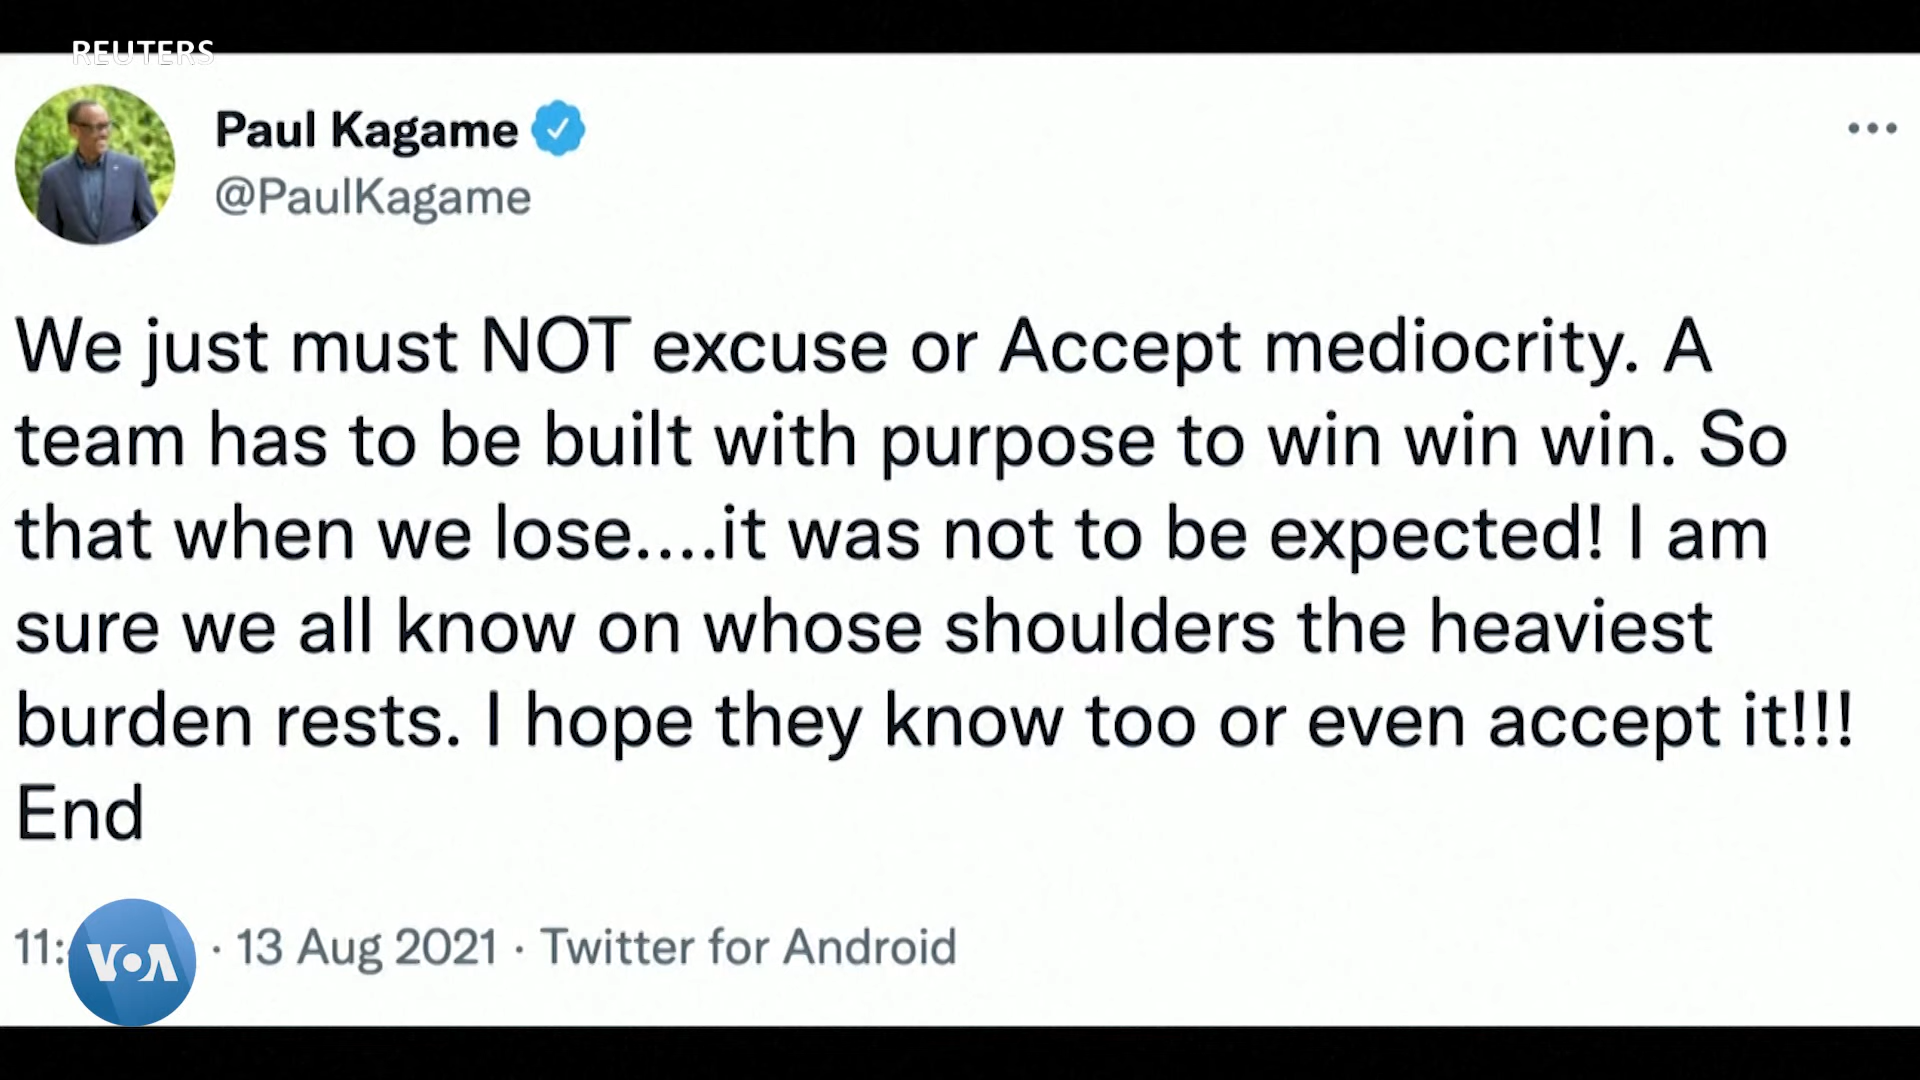 REUTERS
Paul Kagame
@PaulKagame
We just must NOT excuse or Accept mediocrity. A
team has to be built with purpose to win win win. So
that when we lose....it was not to be expected! I am
sure we all know on whose shoulders the heaviest
burden rests. I hope they know too or even accept it!!!
End
11: · 13 Aug 2021 · Twitter for Android
VOA